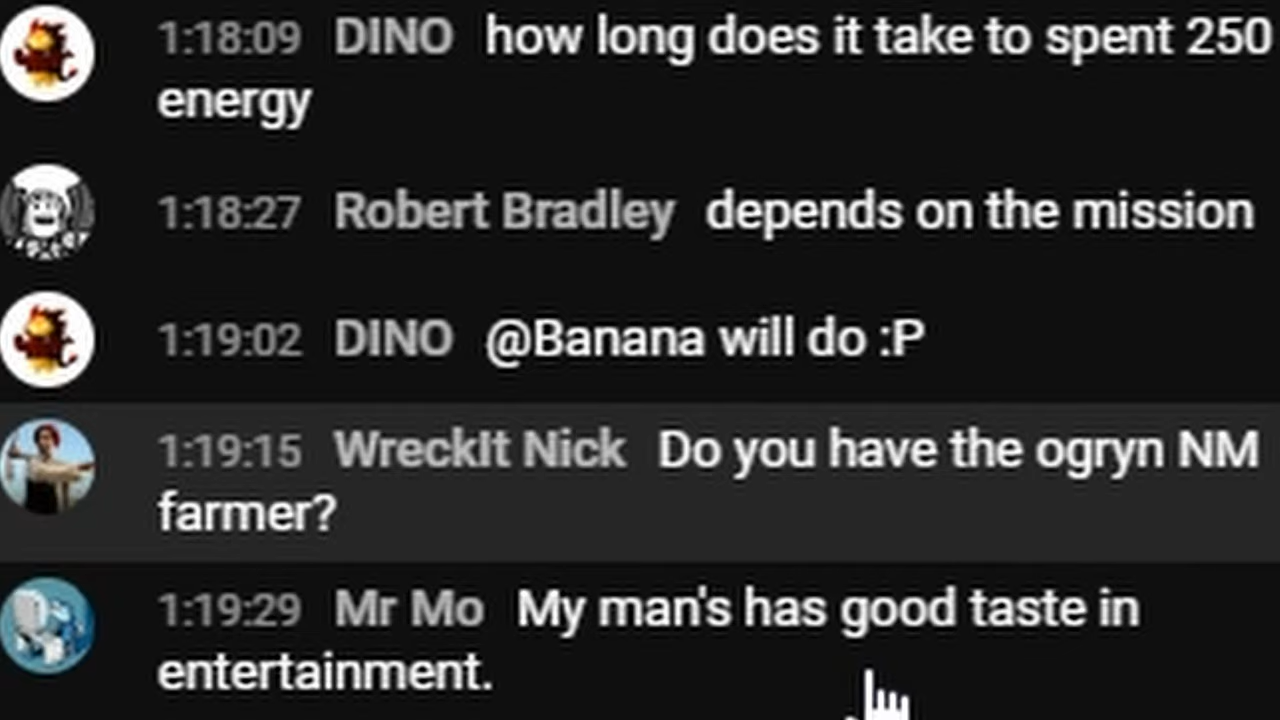 1:18:09 DINO how long does it take to spent 250
energy
1:18:27 Robert Bradley depends on the mission
1:19:02 DINO @Banana will do :P
1:19:15 WreckIt Nick Do you have the ogryn NM
farmer?
1:19:29 Mr Mo My man's has good taste in
entertainment.